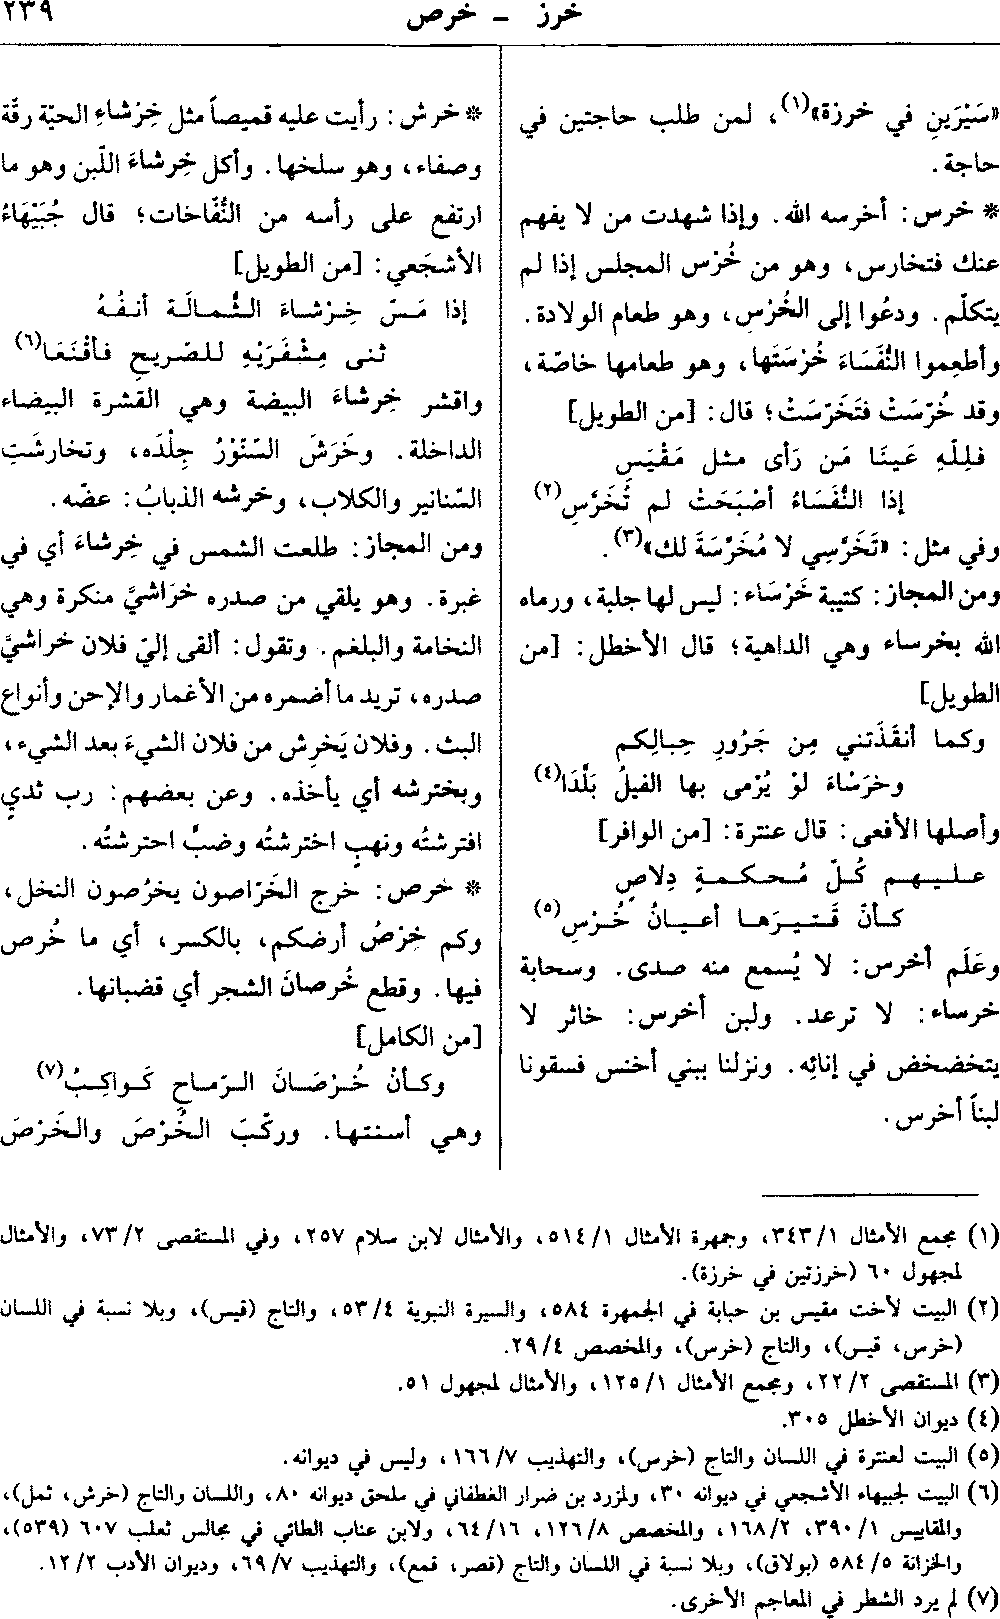 خرز - خرص
٢٣٩
«سَيْرَينِ في خرزة»(١)، لمن طلب حاجتين في
حاجة.
* خرس: أخرسه الله. وإذا شهدت من لا يفهم
عنك فتخارس، وهو من خُرْس المجلس إذا لم
يتكلّم. ودعُوا إلى الخُرْسِ، وهو طعام الولادة.
وأطعِموا النُّفَسَاءَ خُرْسَتَها، وهو طعامها خاصّة،
وقد خُرّسَتْ فتَخَرّسَتْ؛ قال: [من الطويل]
فلِلّهِ عَينَا مَن رَأى مثل مَقْيَسٍ
إذا النُّفَسَاءُ أصْبَحَتْ لم تُخَرَّسِ(٢)
وفي مثل: «تَخَرَّسِي لا مُخَرَّسَةَ لك»(٣).
ومن المجاز: كتيبة خَرْسَاء: ليس لها جلبة، ورماه
الله بخرساء وهي الداهية؛ قال الأخطل: [من
الطويل]
وكما أنقَذَتني مِن جَرُورِ حِبالِكم
وخرَسْاءَ لوْ يُرْمى بها الفيلُ بَلَّدَا(٤)
وأصلها الأفعى: قال عنترة: [من الوافر]
عليهم كُلّ مُحكمةٍ دِلاصٍ
كأنّ قَتيرَها أعيانُ خُرْسِ(٥)
وعَلَم أخرس: لا يُسمع منه صدى. وسحابة
خرساء: لا ترعد. ولبن أخرس: خاثر لا
يتخضخض في إنائِه. ونزلنا ببني أخنس فسقونا
لبناً أخرس.
* خرش: رأيت عليه قميصاً مثل خِرْشاءِ الحيّة رقّة
وصفاء، وهو سلخها. وأكل خِرشاءَ اللّبن وهو ما
ارتفع على رأسه من النُّفّاخات؛ قال جُبَيْهَاءُ
الأشجَعي: [من الطويل]
إذا مَسّ خِرْشاءَ الثُّمالَة أنفُهُ
ثنى مِشْفَرَيْهِ للصّريحِ فأقْنَعَا(٦)
واقشر خِرشاءَ البيضة وهي القشرة البيضاء
الداخلة. وخَرَشَ السّنّوْرُ جِلْدَه، وتخارشَتِ
السّنانير والكلاب، وخرشه الذبابُ: عضّه.
ومن المجاز: طلعت الشمس في خِرشاءَ أي في
غبرة. وهو يلقي من صدره خَرَاشيَّ منكرة وهي
النخامة والبلغم. وتقول: ألقى إليّ فلان خراشيَّ
صدره، تريد ما أضمره من الأغمار والإحن وأنواع
البث. وفلان يَخرِش من فلان الشيءَ بعد الشيء،
ويخترشه أي يأخذه. وعن بعضهم: رب ثديٍ
افترشتُه ونهبٍ اخترشتُه وضبٍّ احترشتُه.
* خرص: خرج الخَرّاصون يخرُصون النخل،
وكم خِرْصُ أرضكم، بالكسر، أي ما خُرص
فيها. وقطع خُرصانَ الشجر أي قضبانها.
[من الكامل]
وكأنّ خُرْصَانَ الرّماحِ كَواكِبُ(٧)
وهي أسنتها. وركّبَ الخُرْصَ والخَرْصَ
(١) مجمع الأمثال ٣٤٣/١، وجمهرة الأمثال ٥١٤/١، والأمثال لابن سلام ٢٥٧، وفي المستقصى ٧٣/٢، والأمثال
لمجهول ٦٠ (خرزتين في خرزة).
(٢) البيت لأخت مقيس بن حبابة في الجمهرة ٥٨٤، والسيرة النبوية ٥٣/٤، والتاج (قيس)، وبلا نسبة في اللسان
(خرس، قيس)، والتاج (خرس)، والمخصص ٢٩/٤.
(٣) المستقصى ٢٢/٢، ومجمع الأمثال ١٢٥/١، والأمثال لمجهول ٥١.
(٤) ديوان الأخطل ٣٠٥.
(٥) البيت لعنترة في اللسان والتاج (خرس)، والتهذيب ١٦٦/٧، وليس في ديوانه.
(٦) البيت لجبيهاء الأشجعي في ديوانه ٣٠، ولمزرد بن ضرار الغطفاني في ملحق ديوانه ٨٠، واللسان والتاج (خرش، ثمل)،
والمقاييس ٣٩٠/١، ١٦٨/٢، والمخصص ١٢٦/٨، ٦٤/١٦، ولابن عناب الطائي في مجالس ثعلب ٦٠٧ (٥٣٩)،
والخزانة ٥٨٤/٥ (بولاق)، وبلا نسبة في اللسان والتاج (قصر، قمع)، والتهذيب ٦٩/٧، وديوان الأدب ١٢/٢.
(٧) لم يرد الشطر في المعاجم الأخرى.